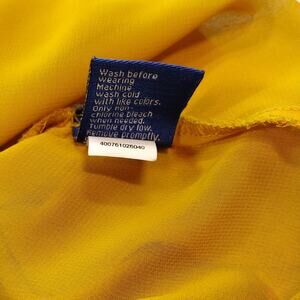 Wash before
wearing
Machine
wash cold
with like colors.
Only non-
chlorine bleach
when needed.
Tumble dry low.
Remove promptly.
400761026040